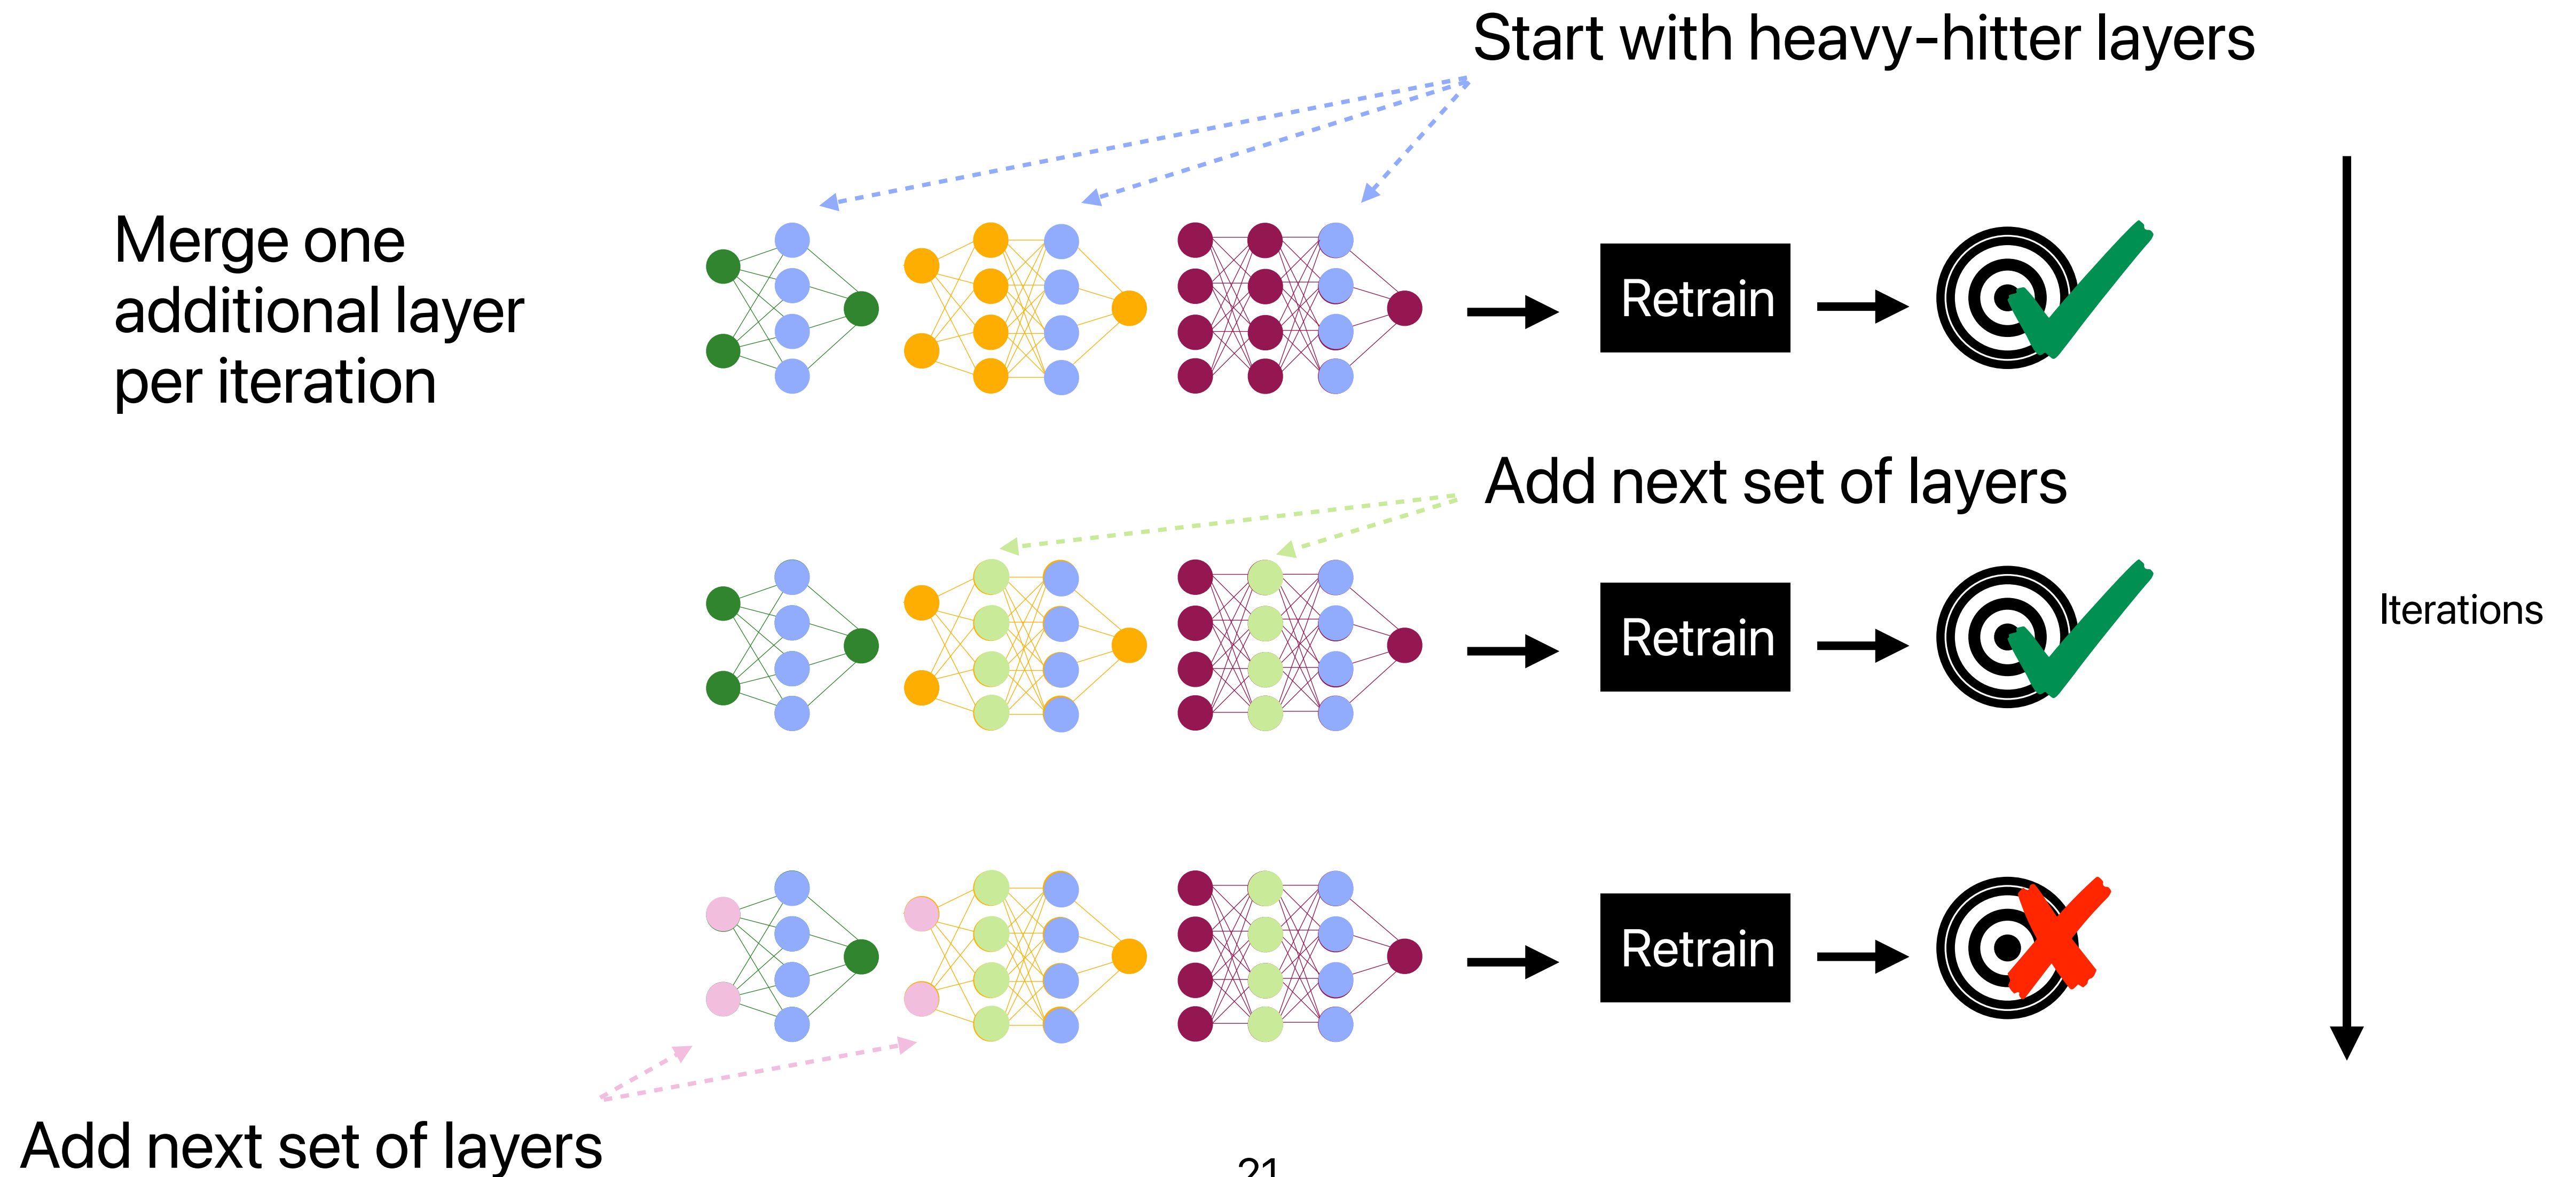 Start with heavy-hitter layers
Merge one
additional layer
per iteration
Retrain
Add next set of layers
Retrain
Iterations
Retrain
Add next set of layers
21